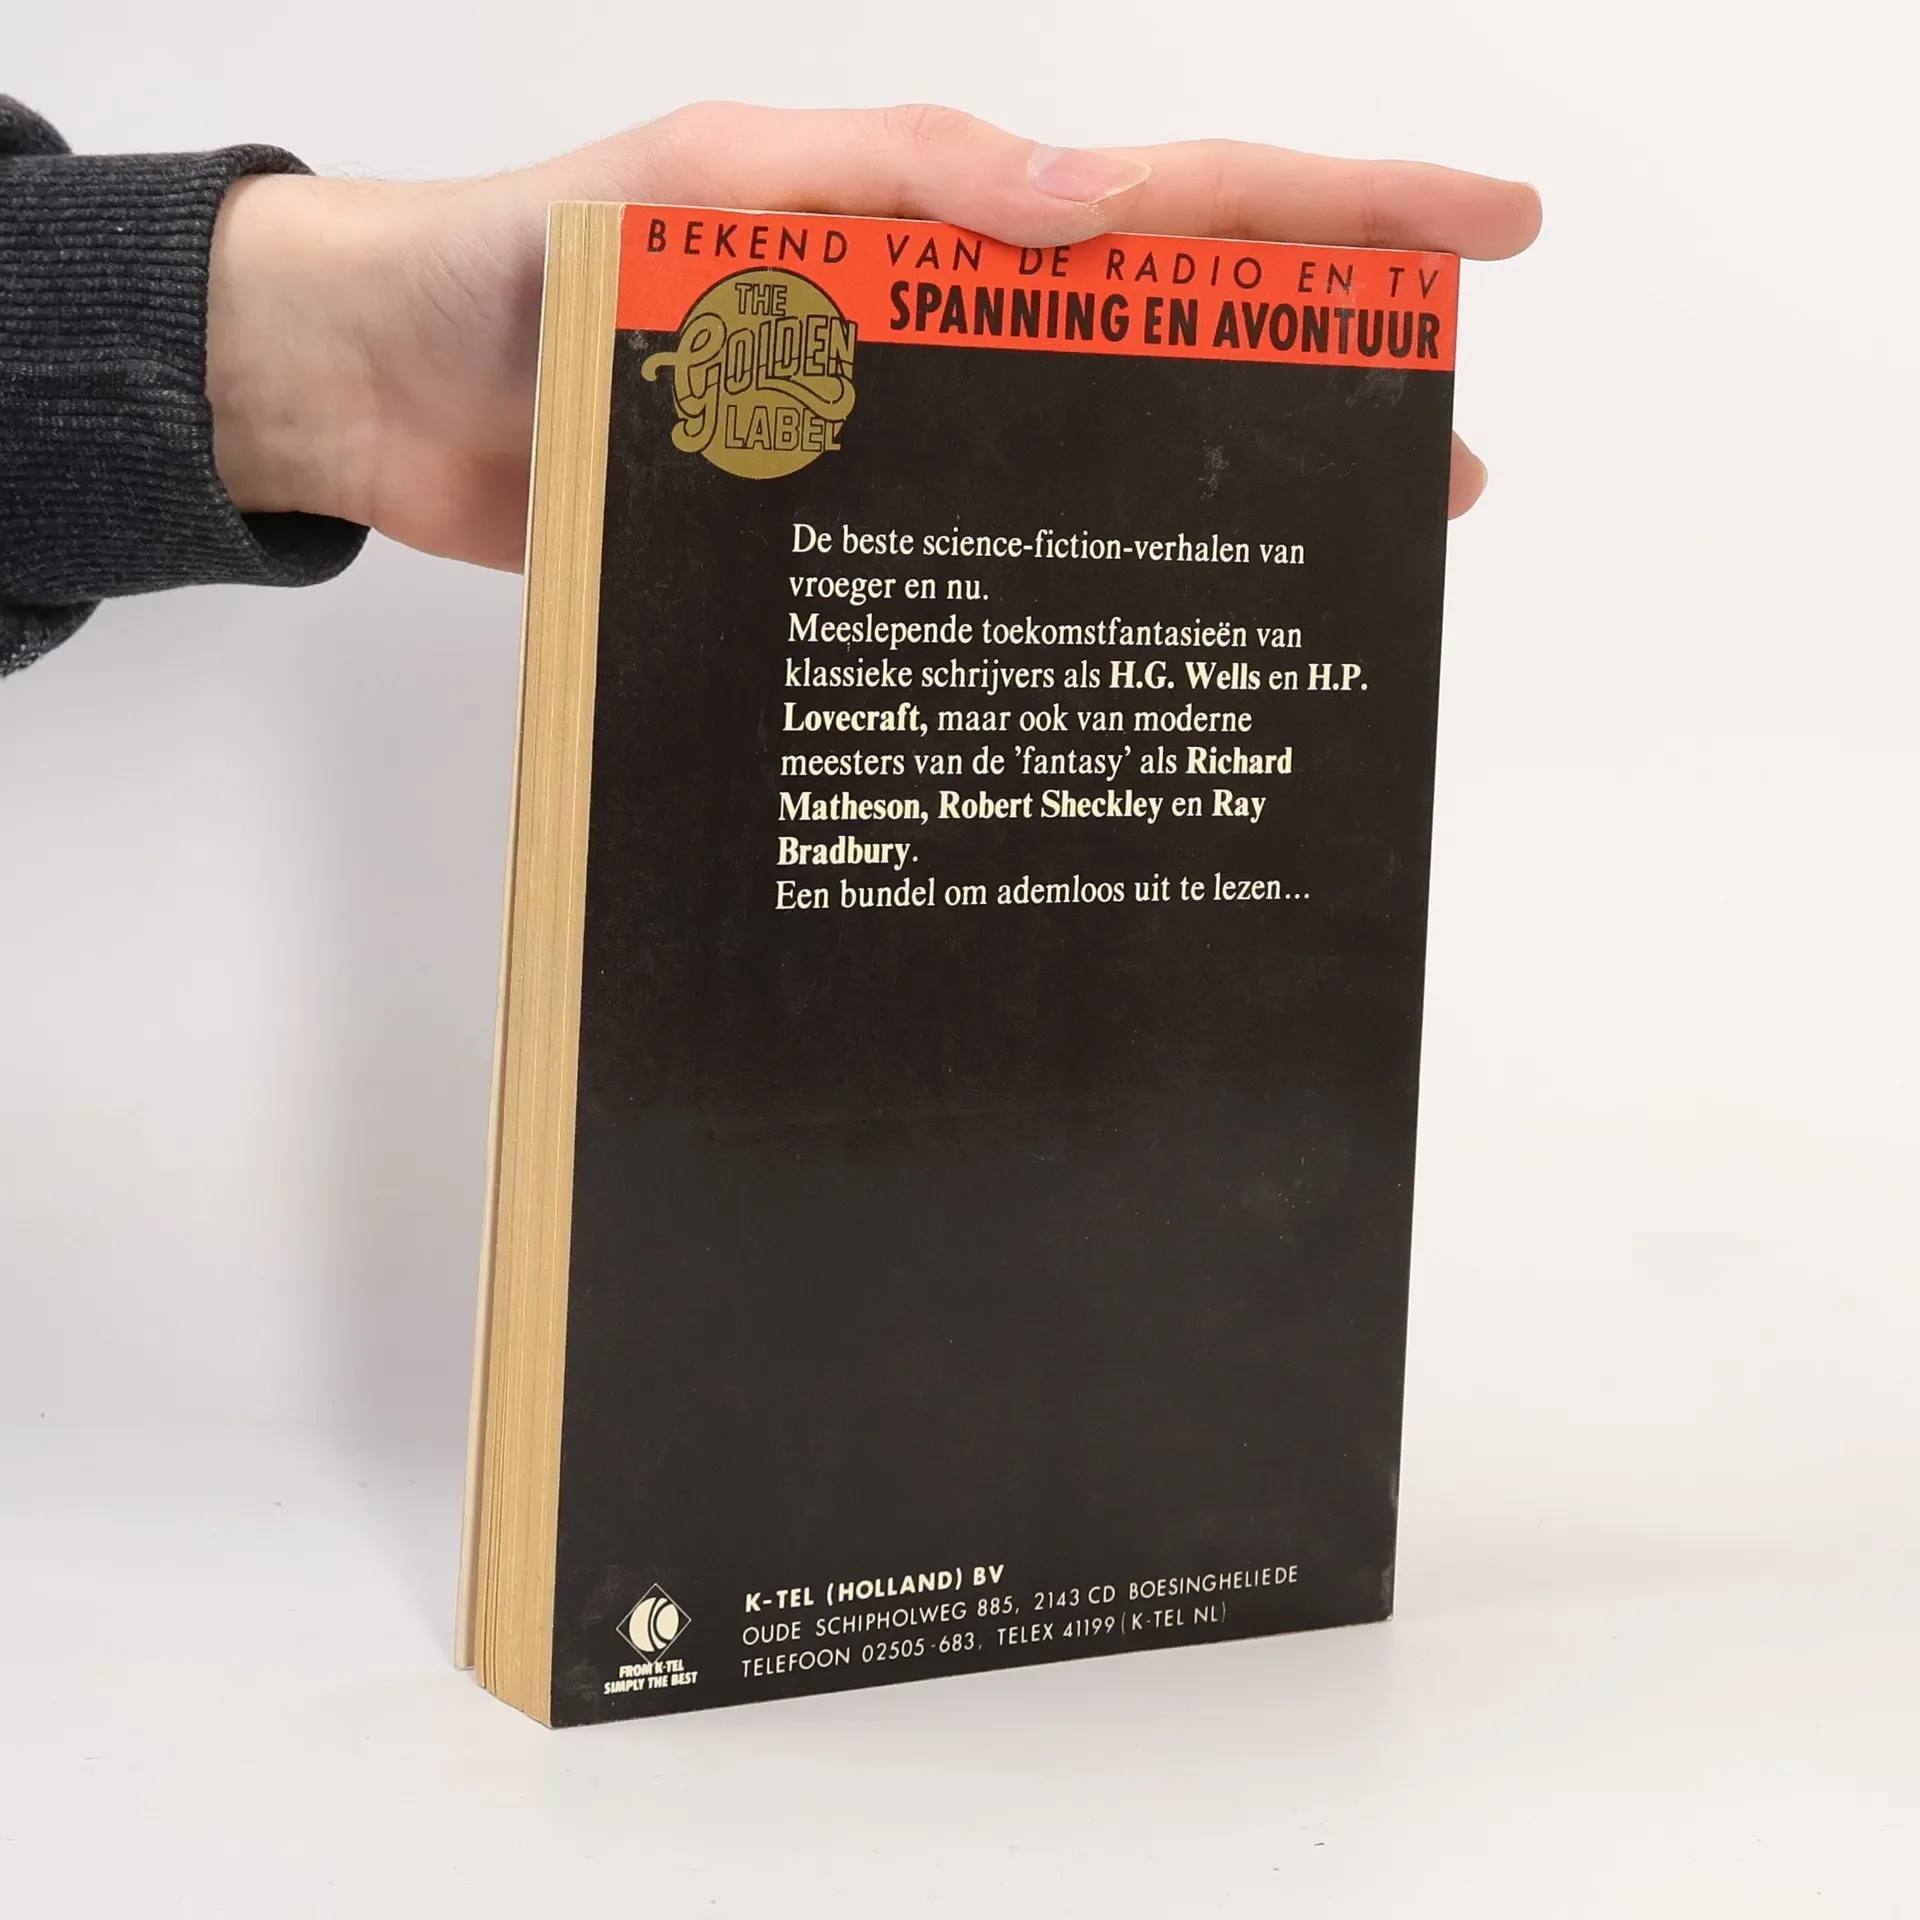 BEKEND VAN DE RADIO EN TV
SPANNING EN AVONTUUR
THE
GOLDEN
LABEL
De beste science-fiction-verhalen van
vroeger en nu.
Meeslepende toekomstfantasieën van
klassieke schrijvers als H.G. Wells en H.P.
Lovecraft, maar ook van moderne
meesters van de 'fantasy' als Richard
Matheson, Robert Sheckley en Ray
Bradbury.
Een bundel om ademloos uit te lezen...
K-TEL (HOLLAND) BV
OUDE SCHIPHOLWEG 885, 2143 CD BOESINGHELIEDE
TELEFOON 02505-683, TELEX 41199 (K-TEL NL)
FROM K-TEL
SIMPLY THE BEST